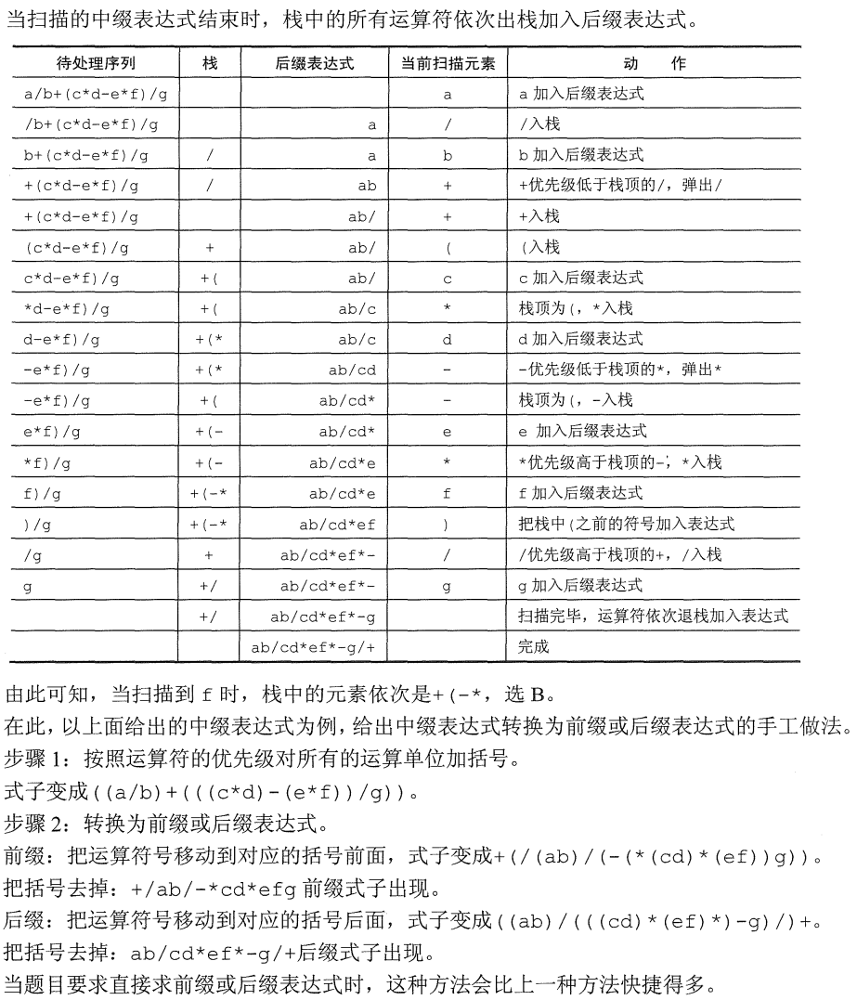 当扫描的中缀表达式结束时，栈中的所有运算符依次出栈加入后缀表达式。
待处理序列 栈 后缀表达式 当前扫描元素 动 作
a/b+(c*d-e*f)/g a a 加入后缀表达式
/b+(c*d-e*f)/g a / /入栈
b+(c*d-e*f)/g / a b b 加入后缀表达式
+(c*d-e*f)/g / ab + +优先级低于栈顶的/，弹出/
+(c*d-e*f)/g ab/ + +入栈
(c*d-e*f)/g + ab/ ( (入栈
c*d-e*f)/g +( ab/ c c 加入后缀表达式
*d-e*f)/g +( ab/c * 栈顶为(，*入栈
d-e*f)/g +(* ab/c d d 加入后缀表达式
-e*f)/g +(* ab/cd - -优先级低于栈顶的*，弹出*
-e*f)/g +( ab/cd* - 栈顶为(，-入栈
e*f)/g +(- ab/cd* e e 加入后缀表达式
*f)/g +(- ab/cd*e * *优先级高于栈顶的-，*入栈
f)/g +(-* ab/cd*e f f 加入后缀表达式
)/g +(-* ab/cd*ef ) 把栈中(之前的符号加入表达式
/g + ab/cd*ef*- / /优先级高于栈顶的+，/入栈
g +/ ab/cd*ef*- g g 加入后缀表达式
+/ ab/cd*ef*-g 扫描完毕，运算符依次退栈加入表达式
ab/cd*ef*-g/+ 完成
由此可知，当扫描到 f 时，栈中的元素依次是+(-*，选 B。
在此，以上面给出的中缀表达式为例，给出中缀表达式转换为前缀或后缀表达式的手工做法。
步骤 1：按照运算符的优先级对所有的运算单位加括号。
式子变成((a/b)+(((c*d)-(e*f))/g))。
步骤 2：转换为前缀或后缀表达式。
前缀：把运算符号移动到对应的括号前面，式子变成+(/(ab)/(-(*(cd)*(ef))g))。
把括号去掉：+/ab/-*cd*efg 前缀式子出现。
后缀：把运算符号移动到对应的括号后面，式子变成((ab)/(((cd)*(ef)*)-g)/)+。
把括号去掉：ab/cd*ef*-g/+后缀式子出现。
当题目要求直接求前缀或后缀表达式时，这种方法会比上一种方法快捷得多。